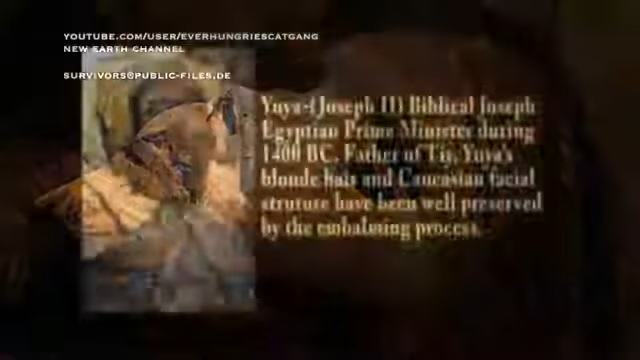 YOUTUBE.COM/USER/EVERHUNGRIESCATGANG
NEW EARTH CHANNEL
SURVIVORS@PUBLIC-FILES.DE
Yuya-(Joseph II) Biblical Joseph
Egyptian Prime Minister during
1400 BC. Father of Tiy. Yuya's
blonde hair and Caucasian facial
struture have been well preserved
by the embalming process.